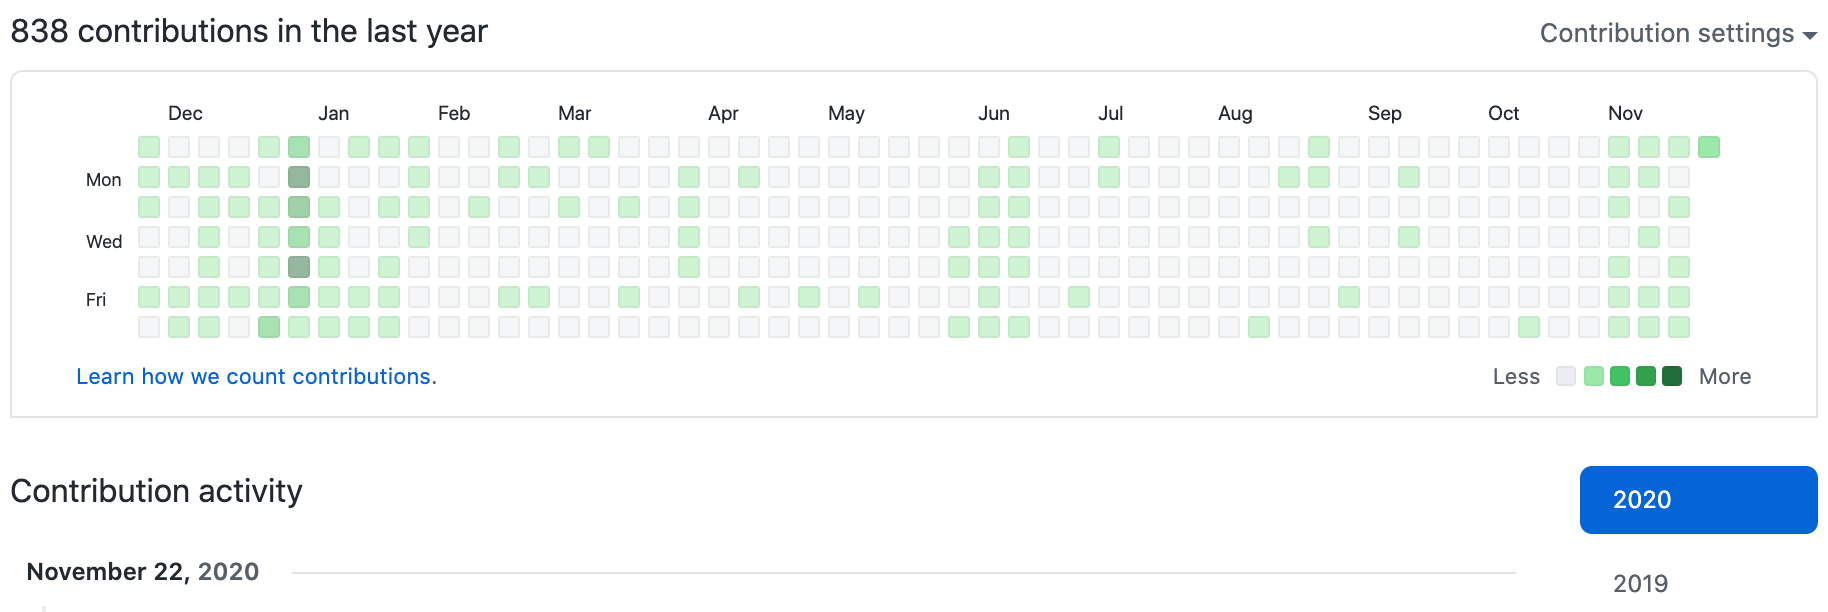 838 contributions in the last year
Contribution settings
Dec Jan Feb Mar Apr May Jun Jul Aug Sep Oct Nov
Mon
Wed
Fri
Learn how we count contributions.
Less More
Contribution activity
2020
November 22, 2020
2019